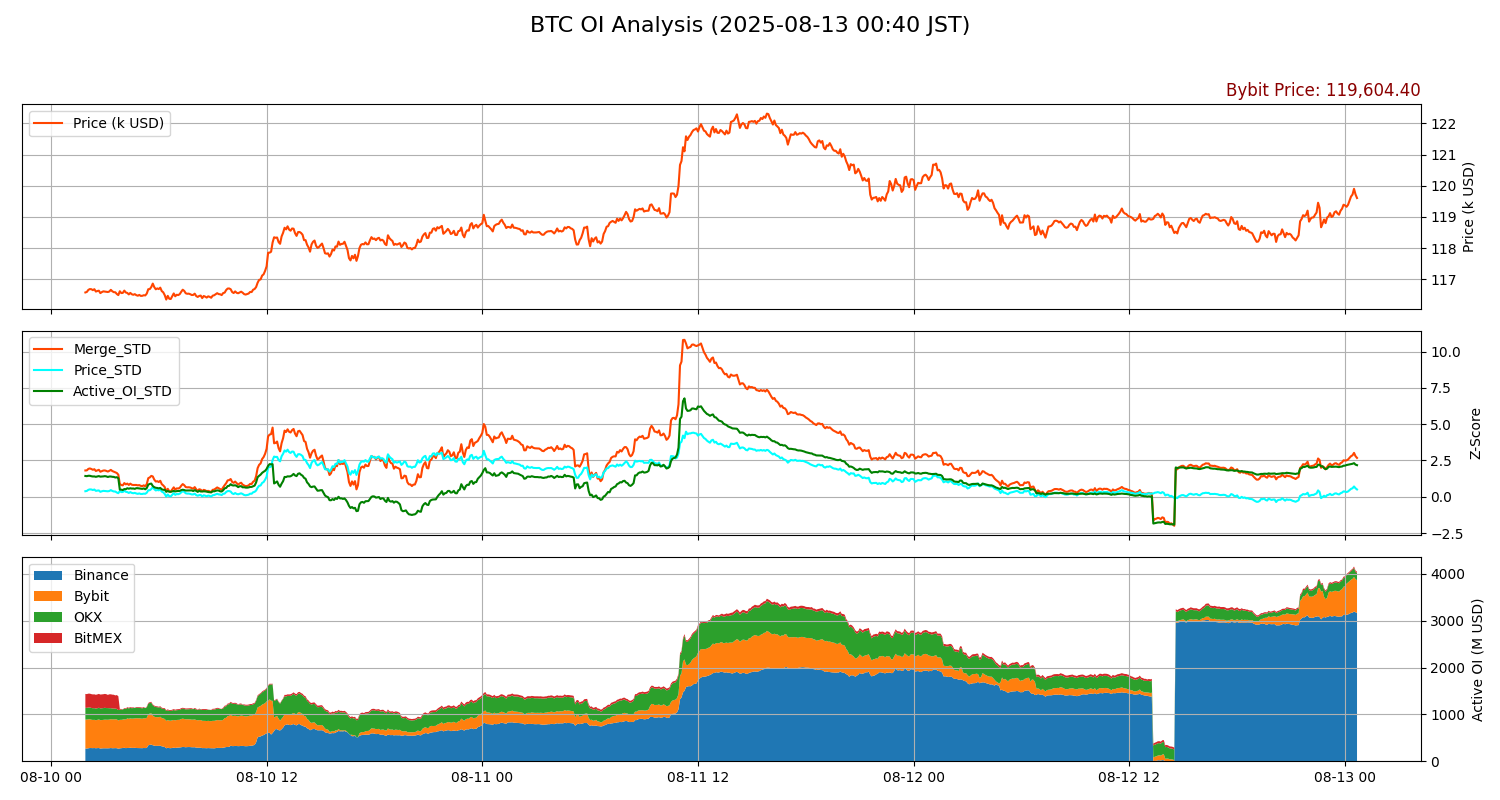 BTC OI Analysis (2025-08-13 00:40 JST)
Bybit Price: 119,604.40
Price (k USD)
122
121
120
119
118
117
Price (k USD)
Merge_STD
Price_STD
Active_OI_STD
10.0
7.5
5.0
2.5
0.0
−2.5
Z-Score
Binance
Bybit
OKX
BitMEX
4000
3000
2000
1000
0
Active OI (M USD)
08-10 00
08-10 12
08-11 00
08-11 12
08-12 00
08-12 12
08-13 00